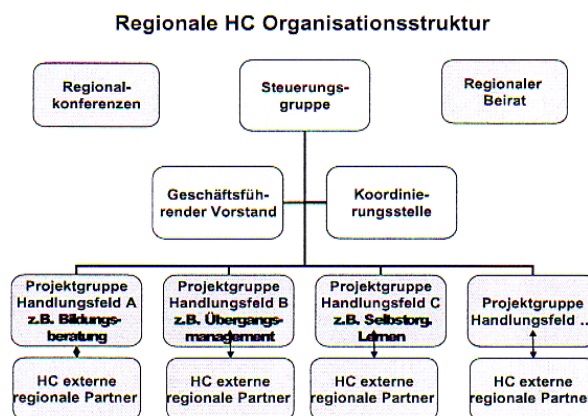 Regionale HC Organisationsstruktur
Regional-
konferenzen
Steuerungs-
gruppe
Regionaler
Beirat
Geschäftsfüh-
render Vorstand
Koordinie-
rungsstelle
Projektgruppe
Handlungsfeld A
z.B. Bildungs-
beratung
Projektgruppe
Handlungsfeld B
z.B. Übergangs-
management
Projektgruppe
Handlungsfeld C
z.B. Selbstorg.
Lernen
Projektgruppe
Handlungsfeld ...
HC externe
regionale Partner
HC externe
regionale Partner
HC externe
regionale Partner
HC externe
regionale Partner